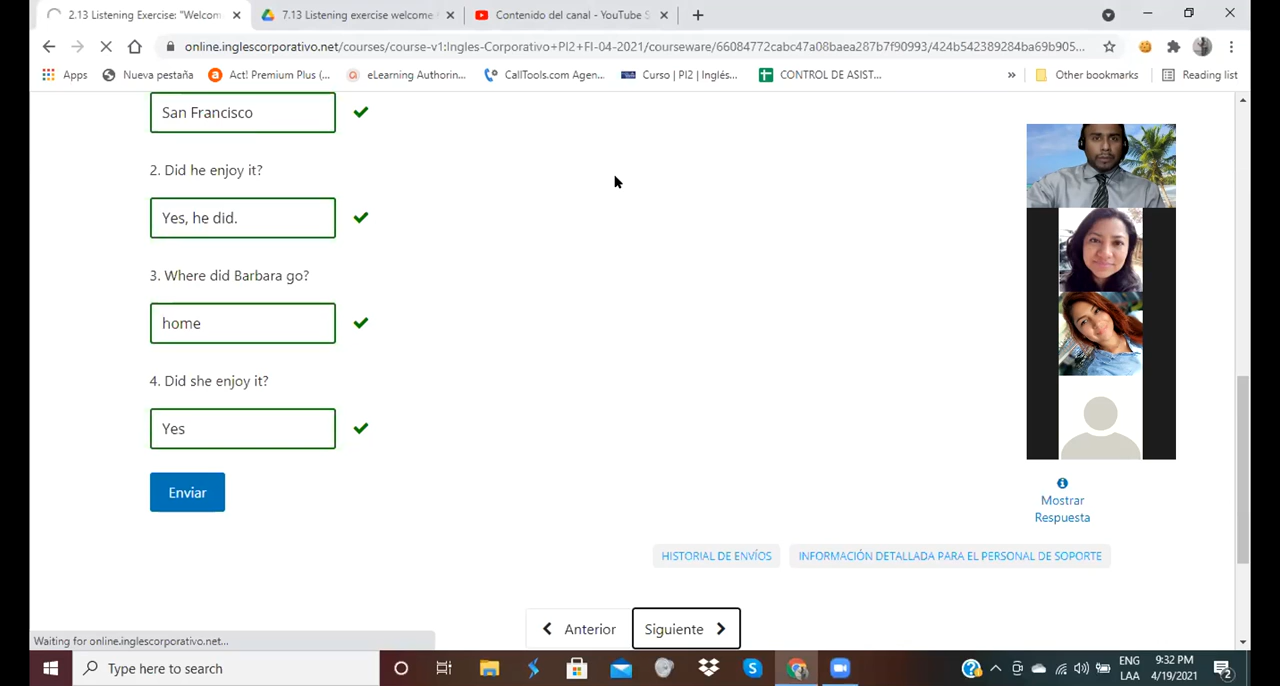 2.13 Listening Exercise: "Welcom
7.13 Listening exercise welcome
Contenido del canal - YouTube S
online.inglescorporativo.net/courses/course-v1:Ingles-Corporativo+PI2+FI-04-2021/courseware/66084772cabc47a08baea287b7f90993/424b542389284ba69b905...
Apps
Nueva pestaña
Act! Premium Plus (...
eLearning Authorin...
CallTools.com Agen...
Curso | PI2 | Inglés...
CONTROL DE ASIST...
»
Other bookmarks
Reading list
San Francisco
2. Did he enjoy it?
Yes, he did.
3. Where did Barbara go?
home
4. Did she enjoy it?
Yes
Enviar
Mostrar
Respuesta
HISTORIAL DE ENVÍOS
INFORMACIÓN DETALLADA PARA EL PERSONAL DE SOPORTE
Anterior
Siguiente
Waiting for online.inglescorporativo.net...
Type here to search
ENG
LAA
9:32 PM
4/19/2021
2